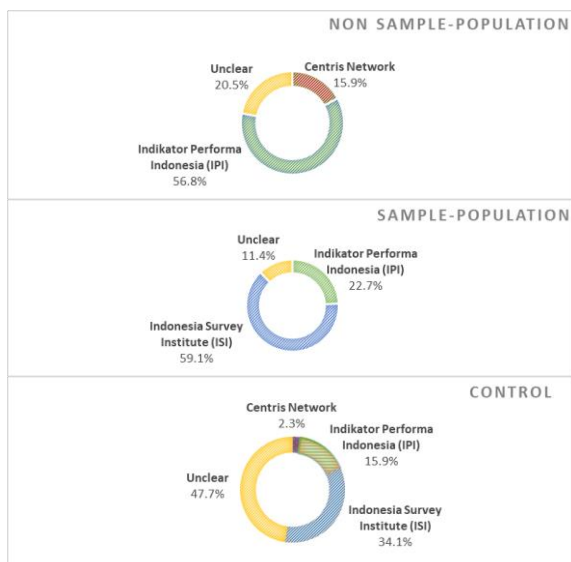 NON SAMPLE-POPULATION
Unclear
20.5%
Centris Network
15.9%
Indikator Performa
Indonesia (IPI)
56.8%
SAMPLE-POPULATION
Unclear
11.4%
Indikator Performa
Indonesia (IPI)
22.7%
Indonesia Survey
Institute (ISI)
59.1%
CONTROL
Centris Network
2.3%
Indikator Performa
Indonesia (IPI)
15.9%
Unclear
47.7%
Indonesia Survey
Institute (ISI)
34.1%